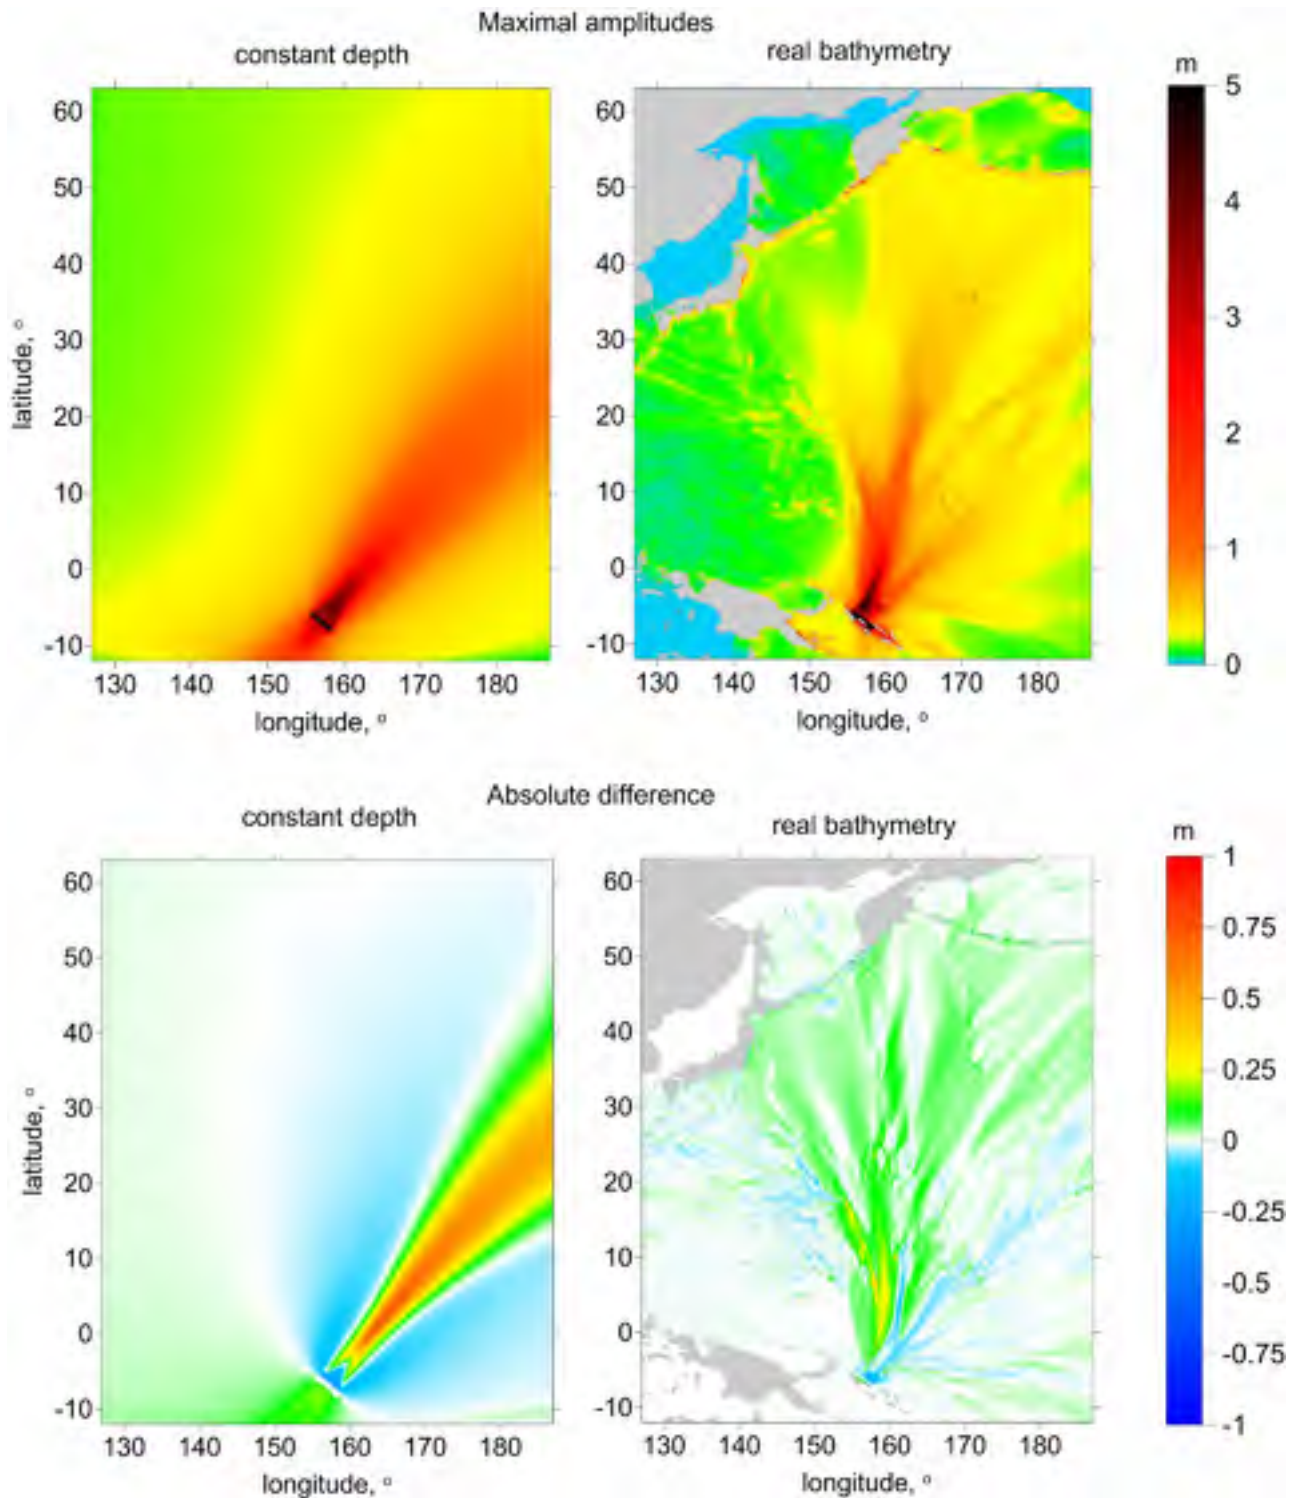 Maximal amplitudes
constant depth
real bathymetry
m
60
50
40
30
20
10
0
-10
latitude, °
130 140 150 160 170 180
longitude, °
60
50
40
30
20
10
0
-10
130 140 150 160 170 180
longitude, °
5
4
3
2
1
0
Absolute difference
constant depth
real bathymetry
m
60
50
40
30
20
10
0
-10
latitude, °
130 140 150 160 170 180
longitude, °
60
50
40
30
20
10
0
-10
130 140 150 160 170 180
longitude, °
1
0.75
0.5
0.25
0
-0.25
-0.5
-0.75
-1